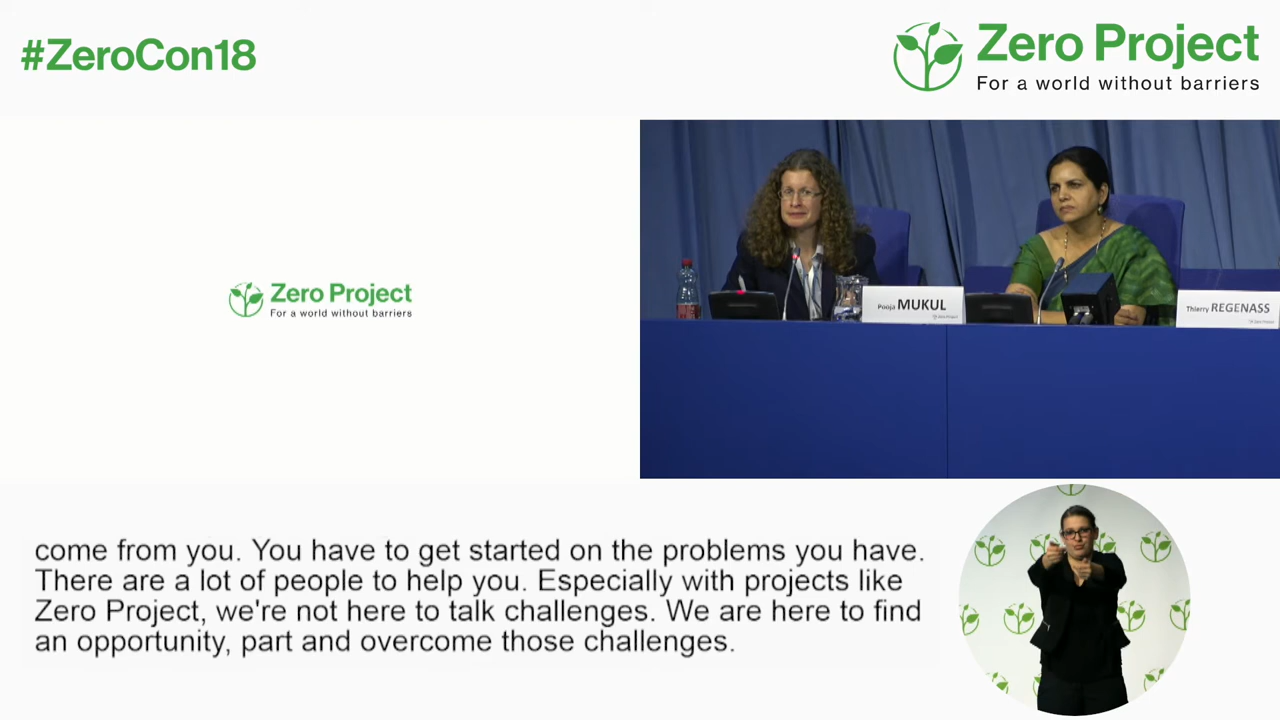 #ZeroCon18
Zero Project
For a world without barriers
Zero Project
For a world without barriers
Pooja MUKUL
Thierry REGENASS
come from you. You have to get started on the problems you have.
There are a lot of people to help you. Especially with projects like
Zero Project, we're not here to talk challenges. We are here to find
an opportunity, part and overcome those challenges.